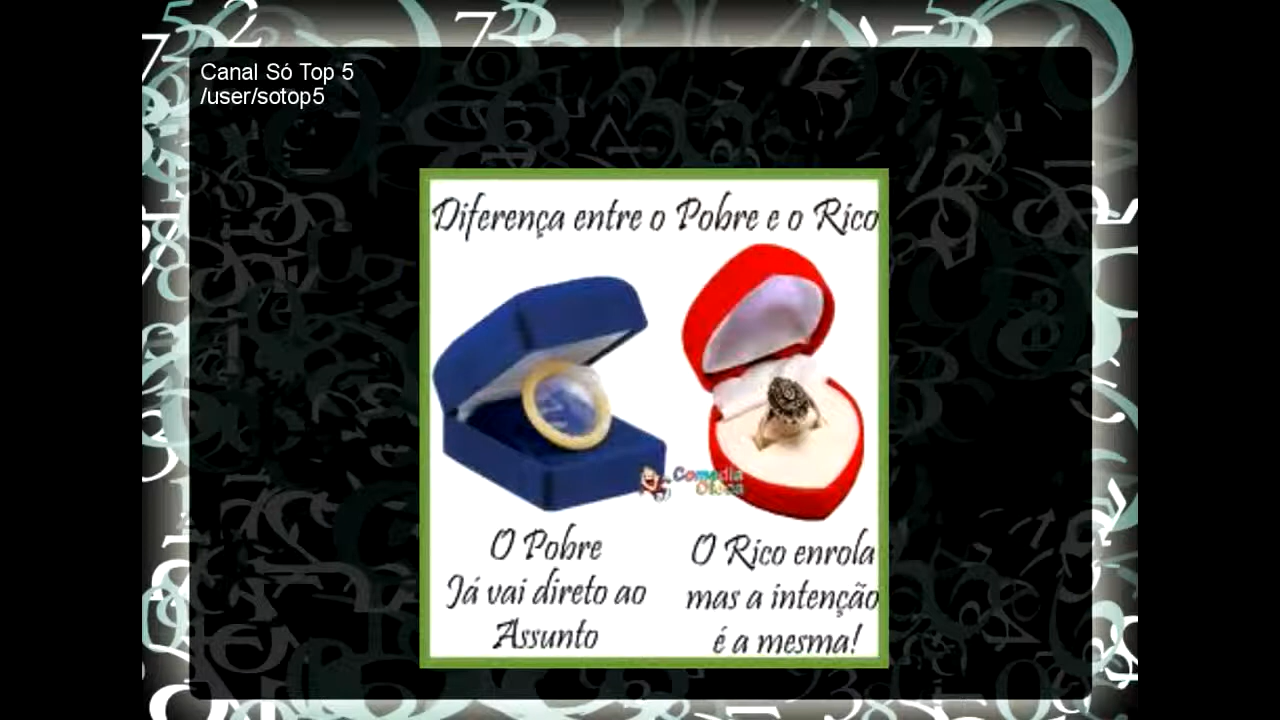 Canal Só Top 5
/user/sotop5
Diferença entre o Pobre e o Rico
Comedia
O Pobre
Já vai direto ao
Assunto
O Rico enrola
mas a intenção
é a mesma!